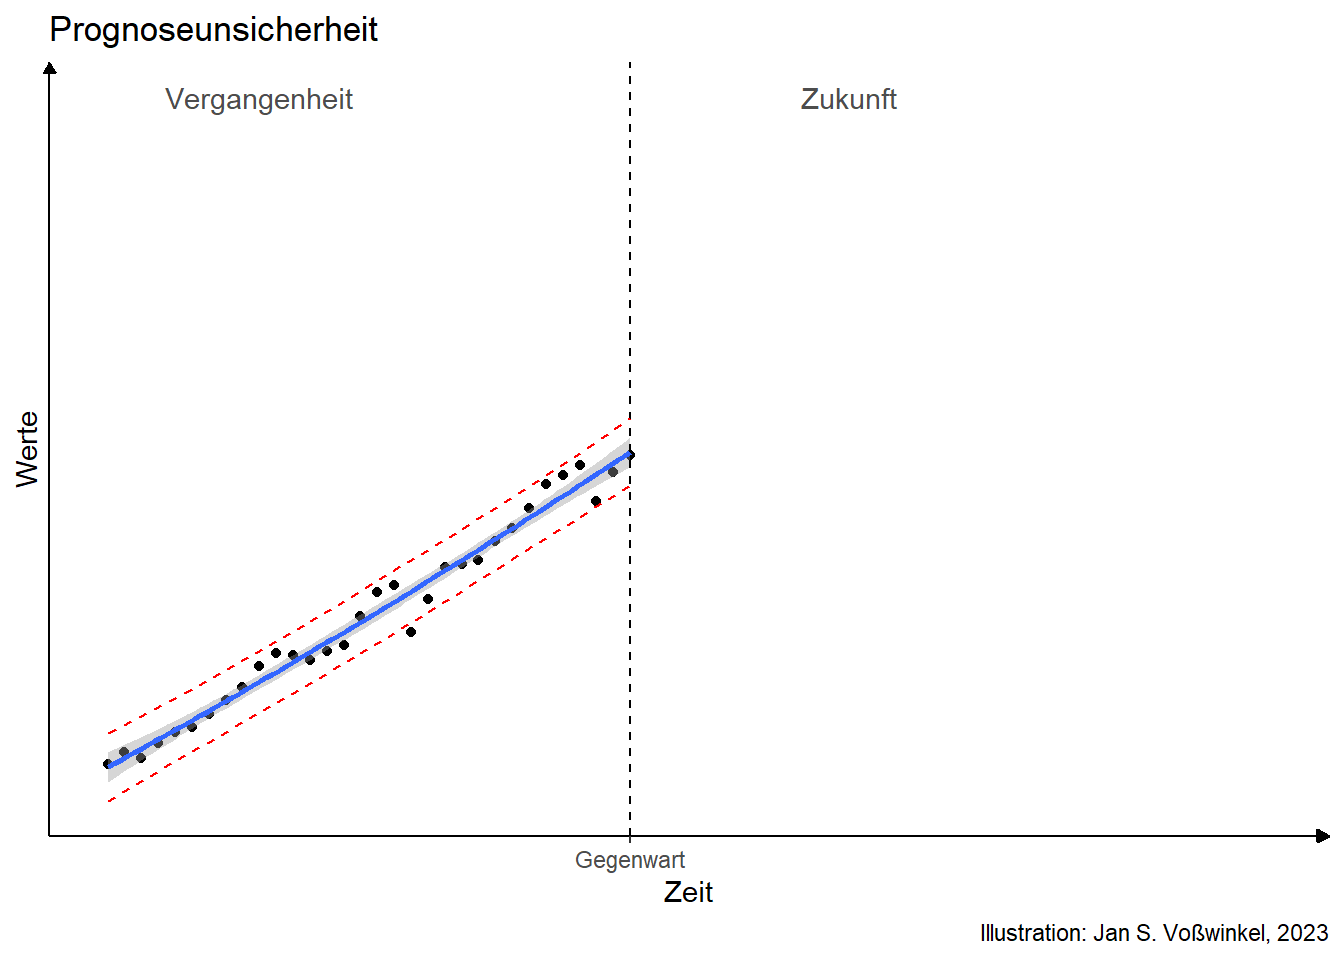 Prognoseunsicherheit
Vergangenheit
Zukunft
Werte
Gegenwart
Zeit
Illustration: Jan S. Voßwinkel, 2023